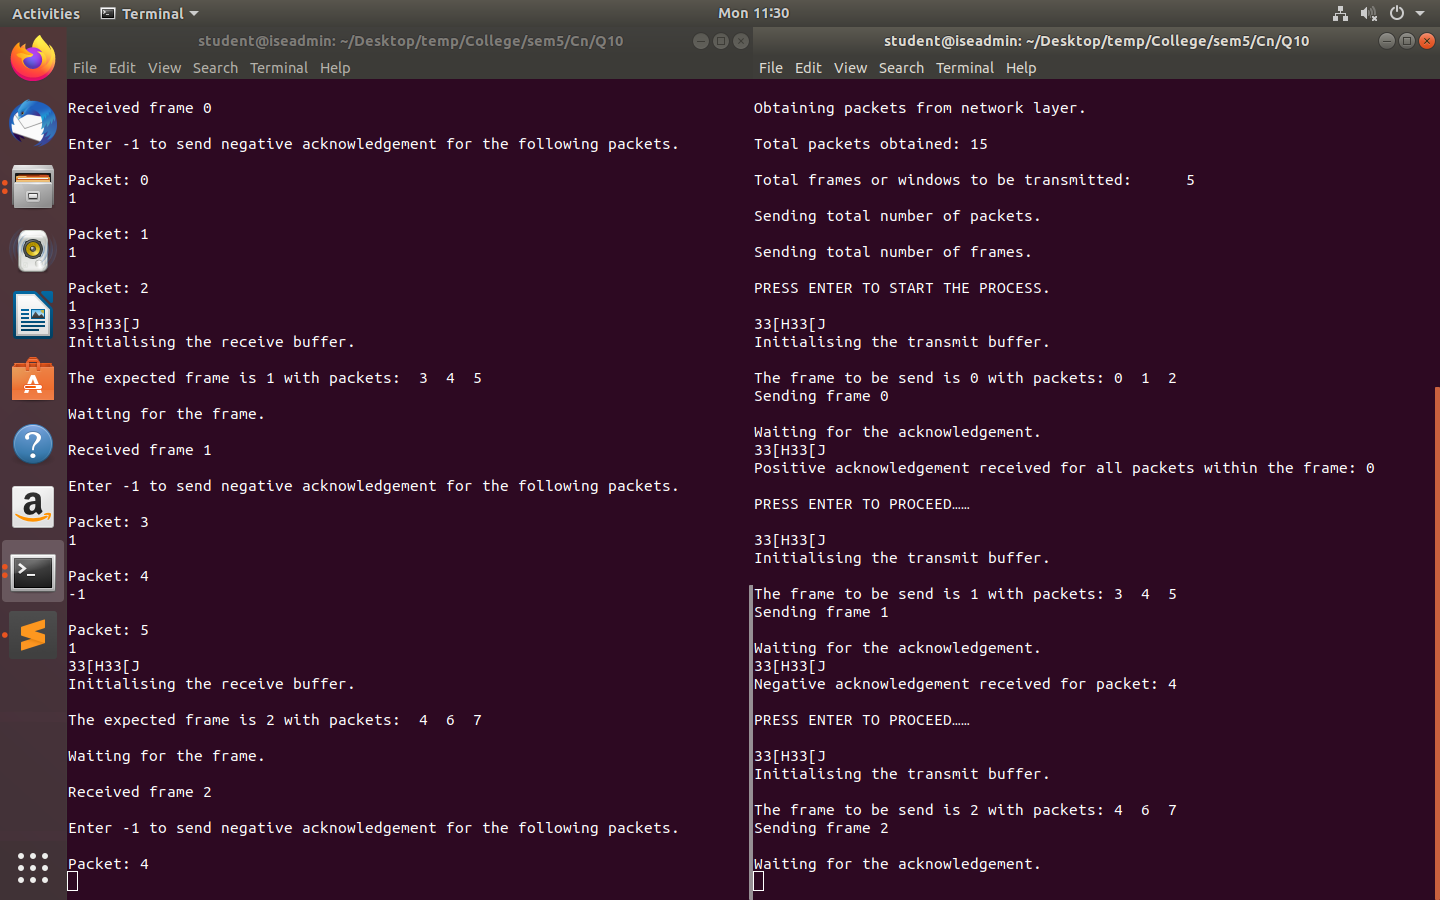 Activities
Terminal
Mon 11:30
student@iseadmin: ~/Desktop/temp/College/sem5/Cn/Q10
File Edit View Search Terminal Help
Received frame 0
Enter -1 to send negative acknowledgement for the following packets.
Packet: 0
1
Packet: 1
1
Packet: 2
1
33[H33[J
Initialising the receive buffer.
The expected frame is 1 with packets:  3  4  5
Waiting for the frame.
Received frame 1
Enter -1 to send negative acknowledgement for the following packets.
Packet: 3
1
Packet: 4
-1
Packet: 5
1
33[H33[J
Initialising the receive buffer.
The expected frame is 2 with packets:  4  6  7
Waiting for the frame.
Received frame 2
Enter -1 to send negative acknowledgement for the following packets.
Packet: 4
student@iseadmin: ~/Desktop/temp/College/sem5/Cn/Q10
File Edit View Search Terminal Help
Obtaining packets from network layer.
Total packets obtained: 15
Total frames or windows to be transmitted:      5
Sending total number of packets.
Sending total number of frames.
PRESS ENTER TO START THE PROCESS.
33[H33[J
Initialising the transmit buffer.
The frame to be send is 0 with packets: 0  1  2
Sending frame 0
Waiting for the acknowledgement.
33[H33[J
Positive acknowledgement received for all packets within the frame: 0
PRESS ENTER TO PROCEED……
33[H33[J
Initialising the transmit buffer.
The frame to be send is 1 with packets: 3  4  5
Sending frame 1
Waiting for the acknowledgement.
33[H33[J
Negative acknowledgement received for packet: 4
PRESS ENTER TO PROCEED……
33[H33[J
Initialising the transmit buffer.
The frame to be send is 2 with packets: 4  6  7
Sending frame 2
Waiting for the acknowledgement.